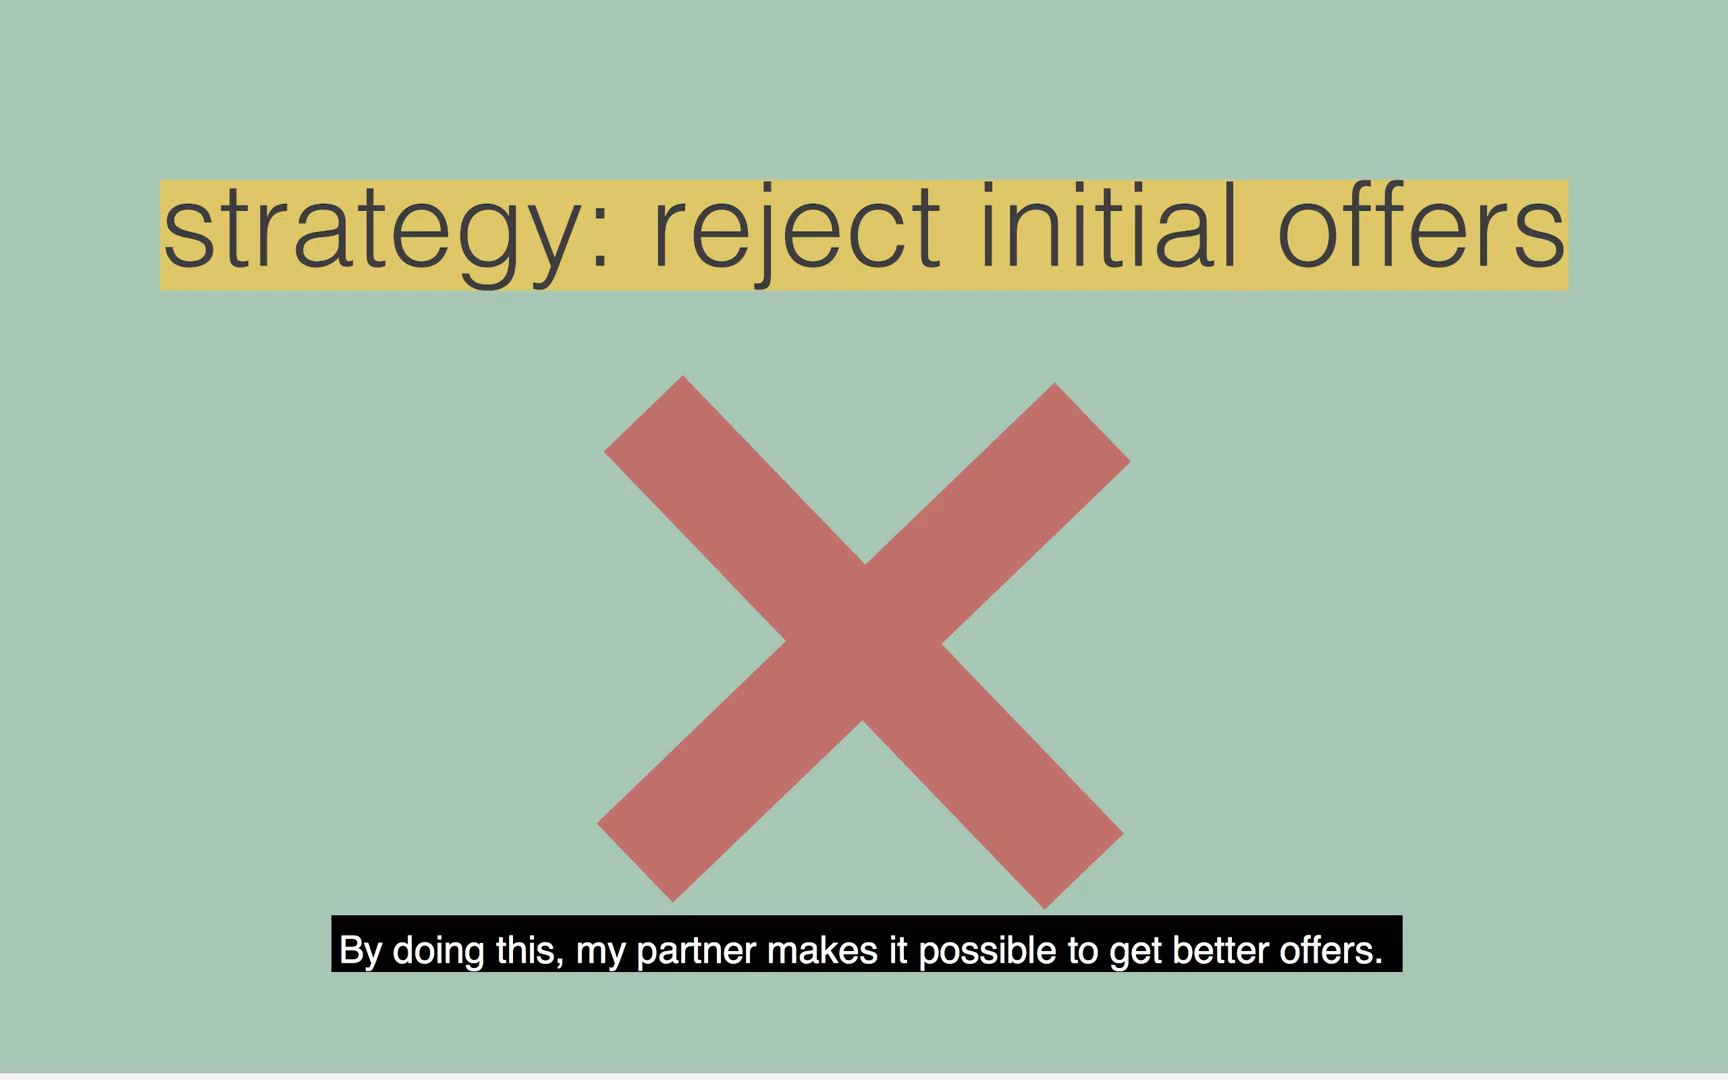 strategy: reject initial offers
By doing this, my partner makes it possible to get better offers.